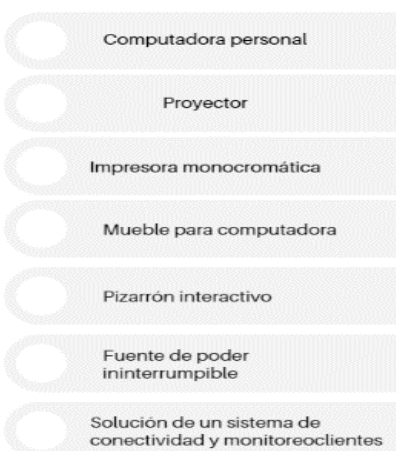 Computadora personal
Proyector
Impresora monocromática
Mueble para computadora
Pizarrón interactivo
Fuente de poder
ininterrumpible
Solución de un sistema de
conectividad y monitoreoclientes